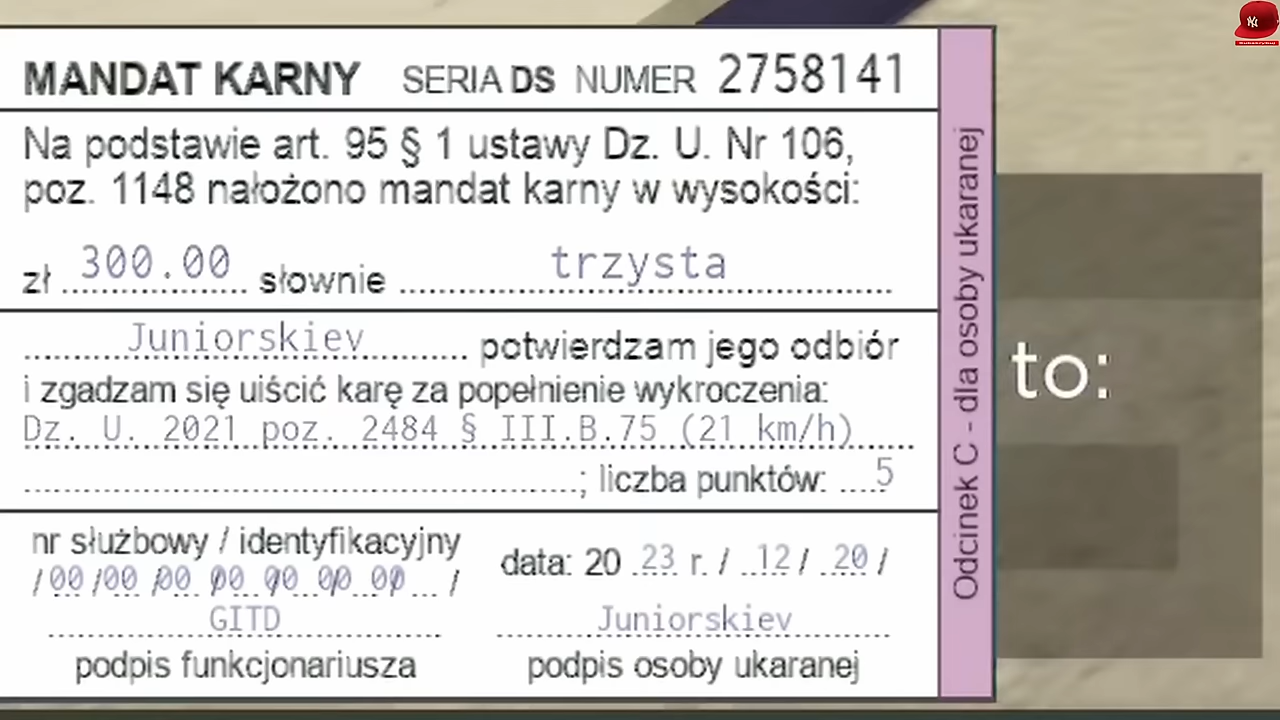 MANDAT KARNY SERIA DS NUMER 2758141
Na podstawie art. 95 § 1 ustawy Dz. U. Nr 106,
poz. 1148 nałożono mandat karny w wysokości:
zł 300.00 słownie trzysta
Juniorskiev potwierdzam jego odbiór
i zgadzam się uiścić karę za popełnienie wykroczenia:
Dz. U. 2021 poz. 2484 § III.B.75 (21 km/h)
; liczba punktów: 5
nr służbowy / identyfikacyjny
/00/00/00 00 00 00 00 /
data: 20 23 r. / 12 / 20 /
GITD
Juniorskiev
podpis funkcjonariusza
podpis osoby ukaranej
Odcinek C - dla osoby ukaranej
to: